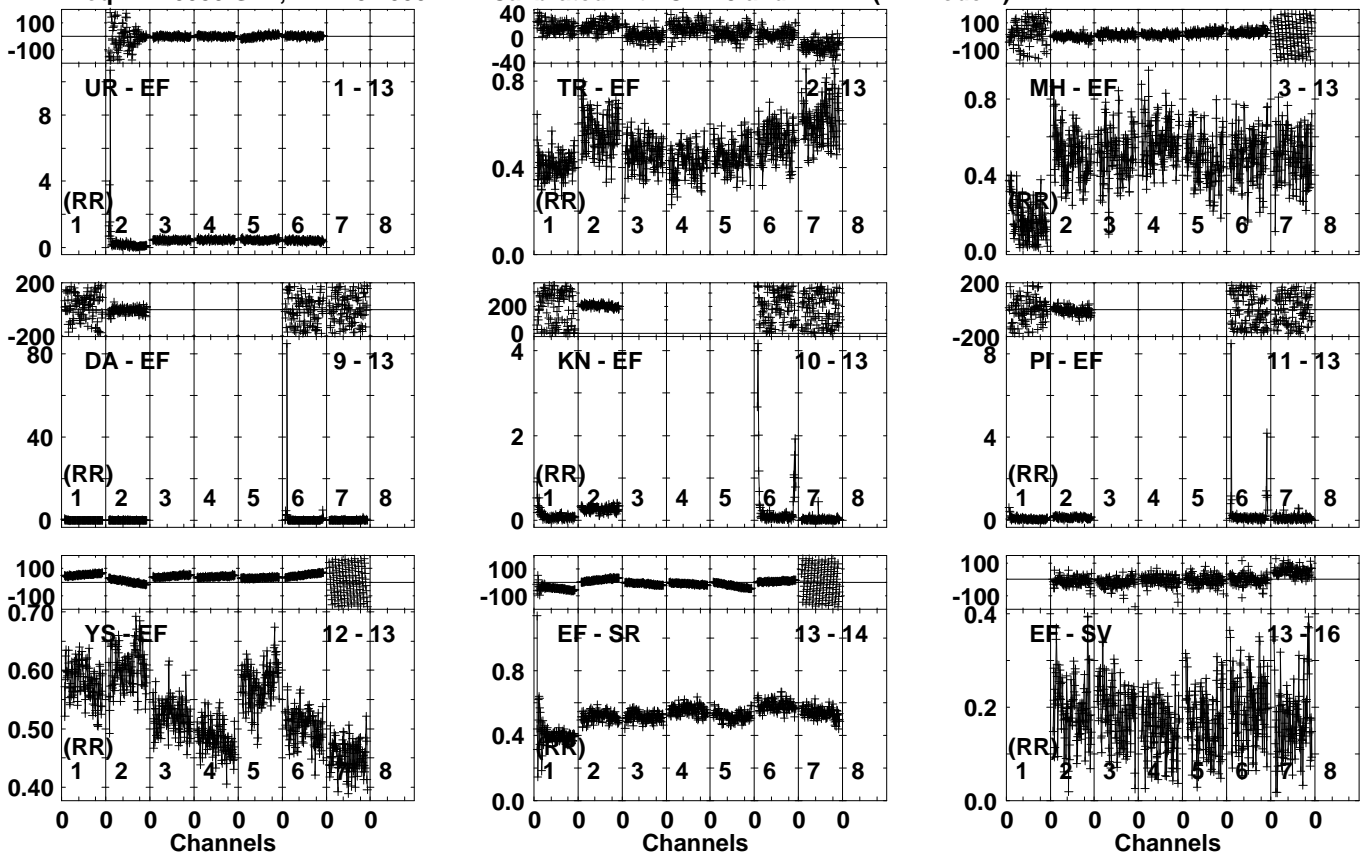 100
-100
UR - EF 1 - 13
8
4
0
(RR)
1 2 3 4 5 6 7 8
40
0
-40
TR - EF 2 - 13
0.8
0.4
0.0
(RR)
1 2 3 4 5 6 7 8
100
-100
MH - EF 3 - 13
0.8
0.4
0.0
(RR)
1 2 3 4 5 6 7 8
200
-200
DA - EF 9 - 13
80
40
0
(RR)
1 2 3 4 5 6 7 8
200
0
KN - EF 10 - 13
4
2
0
(RR)
1 2 3 4 5 6 7 8
200
-200
PI - EF 11 - 13
8
4
0
(RR)
1 2 3 4 5 6 7 8
100
-100
YS - EF 12 - 13
0.70
0.60
0.50
0.40
(RR)
1 2 3 4 5 6 7 8
0 0 0 0 0 0 0 0
Channels
100
-100
EF - SR 13 - 14
0.8
0.4
0.0
(RR)
1 2 3 4 5 6 7 8
0 0 0 0 0 0 0 0
Channels
100
-100
EF - SV 13 - 16
0.4
0.2
0.0
(RR)
1 2 3 4 5 6 7 8
0 0 0 0 0 0 0 0
Channels